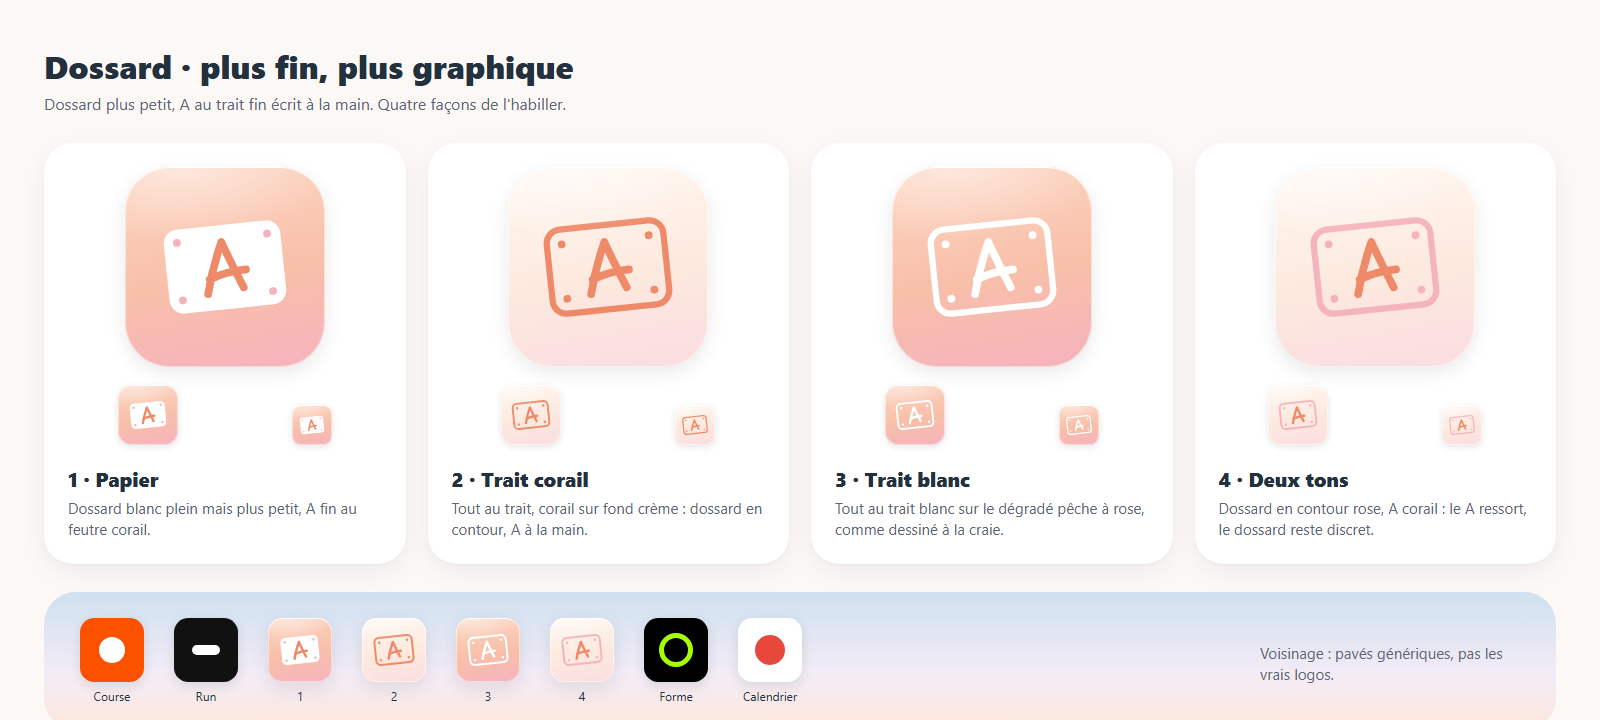 Dossard · plus fin, plus graphique
Dossard plus petit, A au trait fin écrit à la main. Quatre façons de l'habiller.
A
A
A
A
A
A
A
A
A
A
A
A
1 · Papier
Dossard blanc plein mais plus petit, A fin au
feutre corail.
2 · Trait corail
Tout au trait, corail sur fond crème : dossard en
contour, A à la main.
3 · Trait blanc
Tout au trait blanc sur le dégradé pêche à rose,
comme dessiné à la craie.
4 · Deux tons
Dossard en contour rose, A corail : le A ressort,
le dossard reste discret.
A
A
A
A
Course
Run
1
2
3
4
Forme
Calendrier
Voisinage : pavés génériques, pas les
vrais logos.